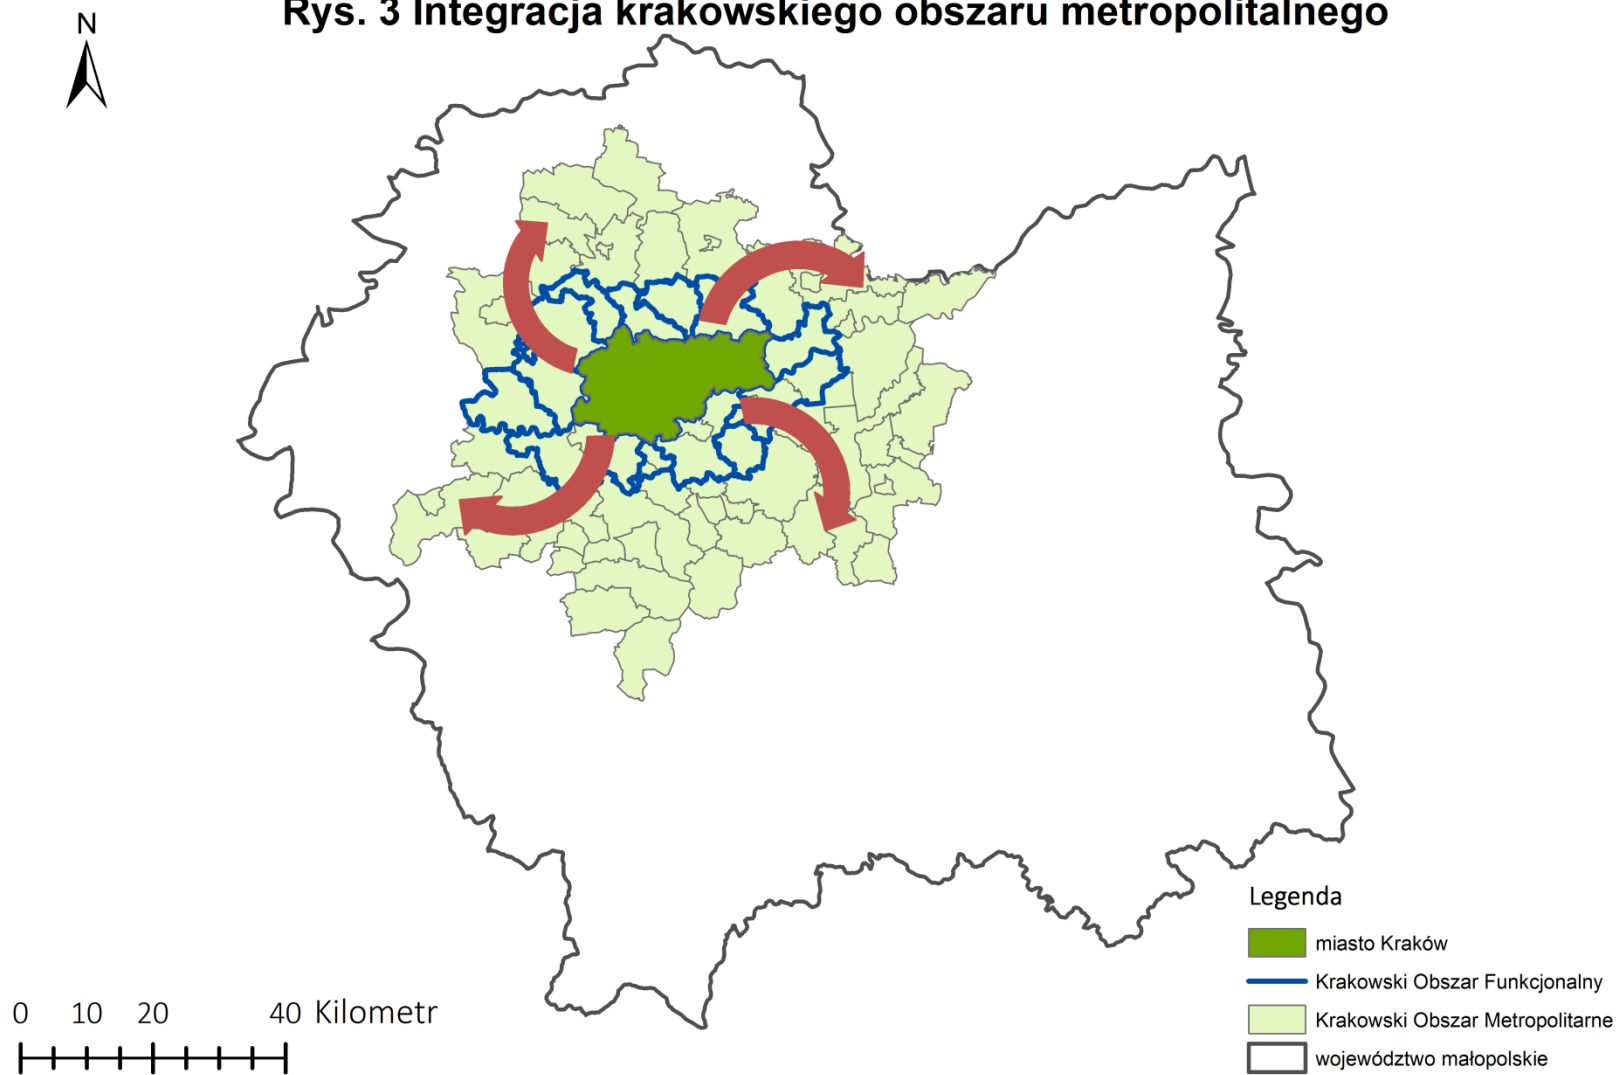 Rys. 3 Integracja krakowskiego obszaru metropolitalnego
N
Legenda
miasto Kraków
Krakowski Obszar Funkcjonalny
Krakowski Obszar Metropolitarne
województwo małopolskie
0 10 20 40 Kilometr